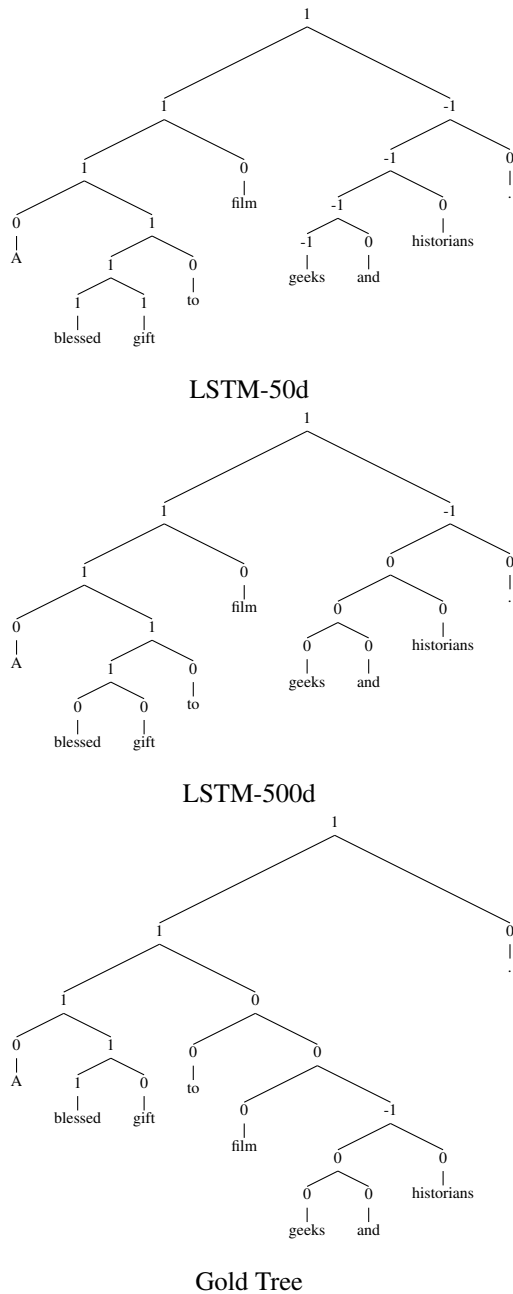 1
1 -1
1 0 -1 0
film .
0 1 -1 0
A historians
1 0 -1 0
to geeks and
1 1
blessed gift
LSTM-50d
1
1 -1
1 0 0 0
film .
0 1 0 0
A historians
1 0 0 0
to geeks and
0 0
blessed gift
LSTM-500d
1
1 0
.
1 0
0 1 0 0
A to
1 0 0 -1
blessed gift film
0 0
historians
0 0
geeks and
Gold Tree